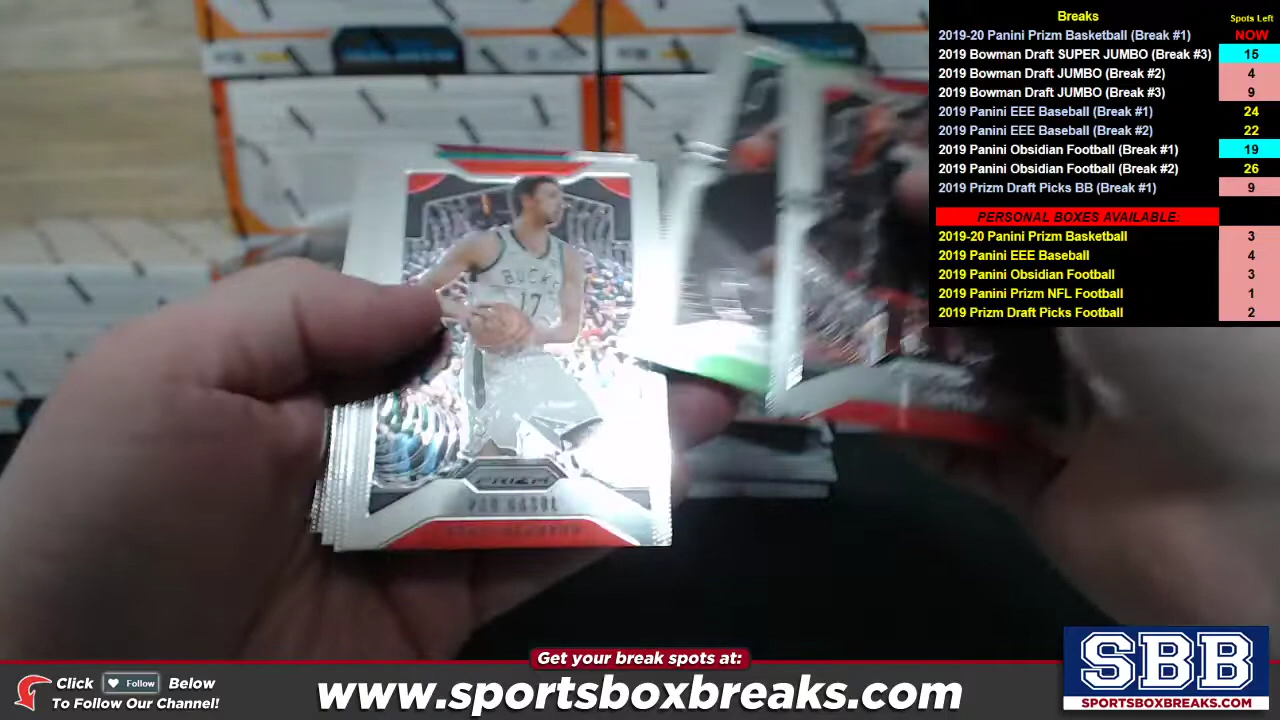 Breaks
Spots Left
2019-20 Panini Prizm Basketball (Break #1) NOW
2019 Bowman Draft SUPER JUMBO (Break #3) 15
2019 Bowman Draft JUMBO (Break #2) 4
2019 Bowman Draft JUMBO (Break #3) 9
2019 Panini EEE Baseball (Break #1) 24
2019 Panini EEE Baseball (Break #2) 22
2019 Panini Obsidian Football (Break #1) 19
2019 Panini Obsidian Football (Break #2) 26
2019 Prizm Draft Picks BB (Break #1) 9
PERSONAL BOXES AVAILABLE:
2019-20 Panini Prizm Basketball 3
2019 Panini EEE Baseball 4
2019 Panini Obsidian Football 3
2019 Panini Prizm NFL Football 1
2019 Prizm Draft Picks Football 2
BUCKS
17
PRIZM
PAU GASOL
Get your break spots at:
www.sportsboxbreaks.com
Click Follow Below
To Follow Our Channel!
SBB
SPORTSBOXBREAKS.COM